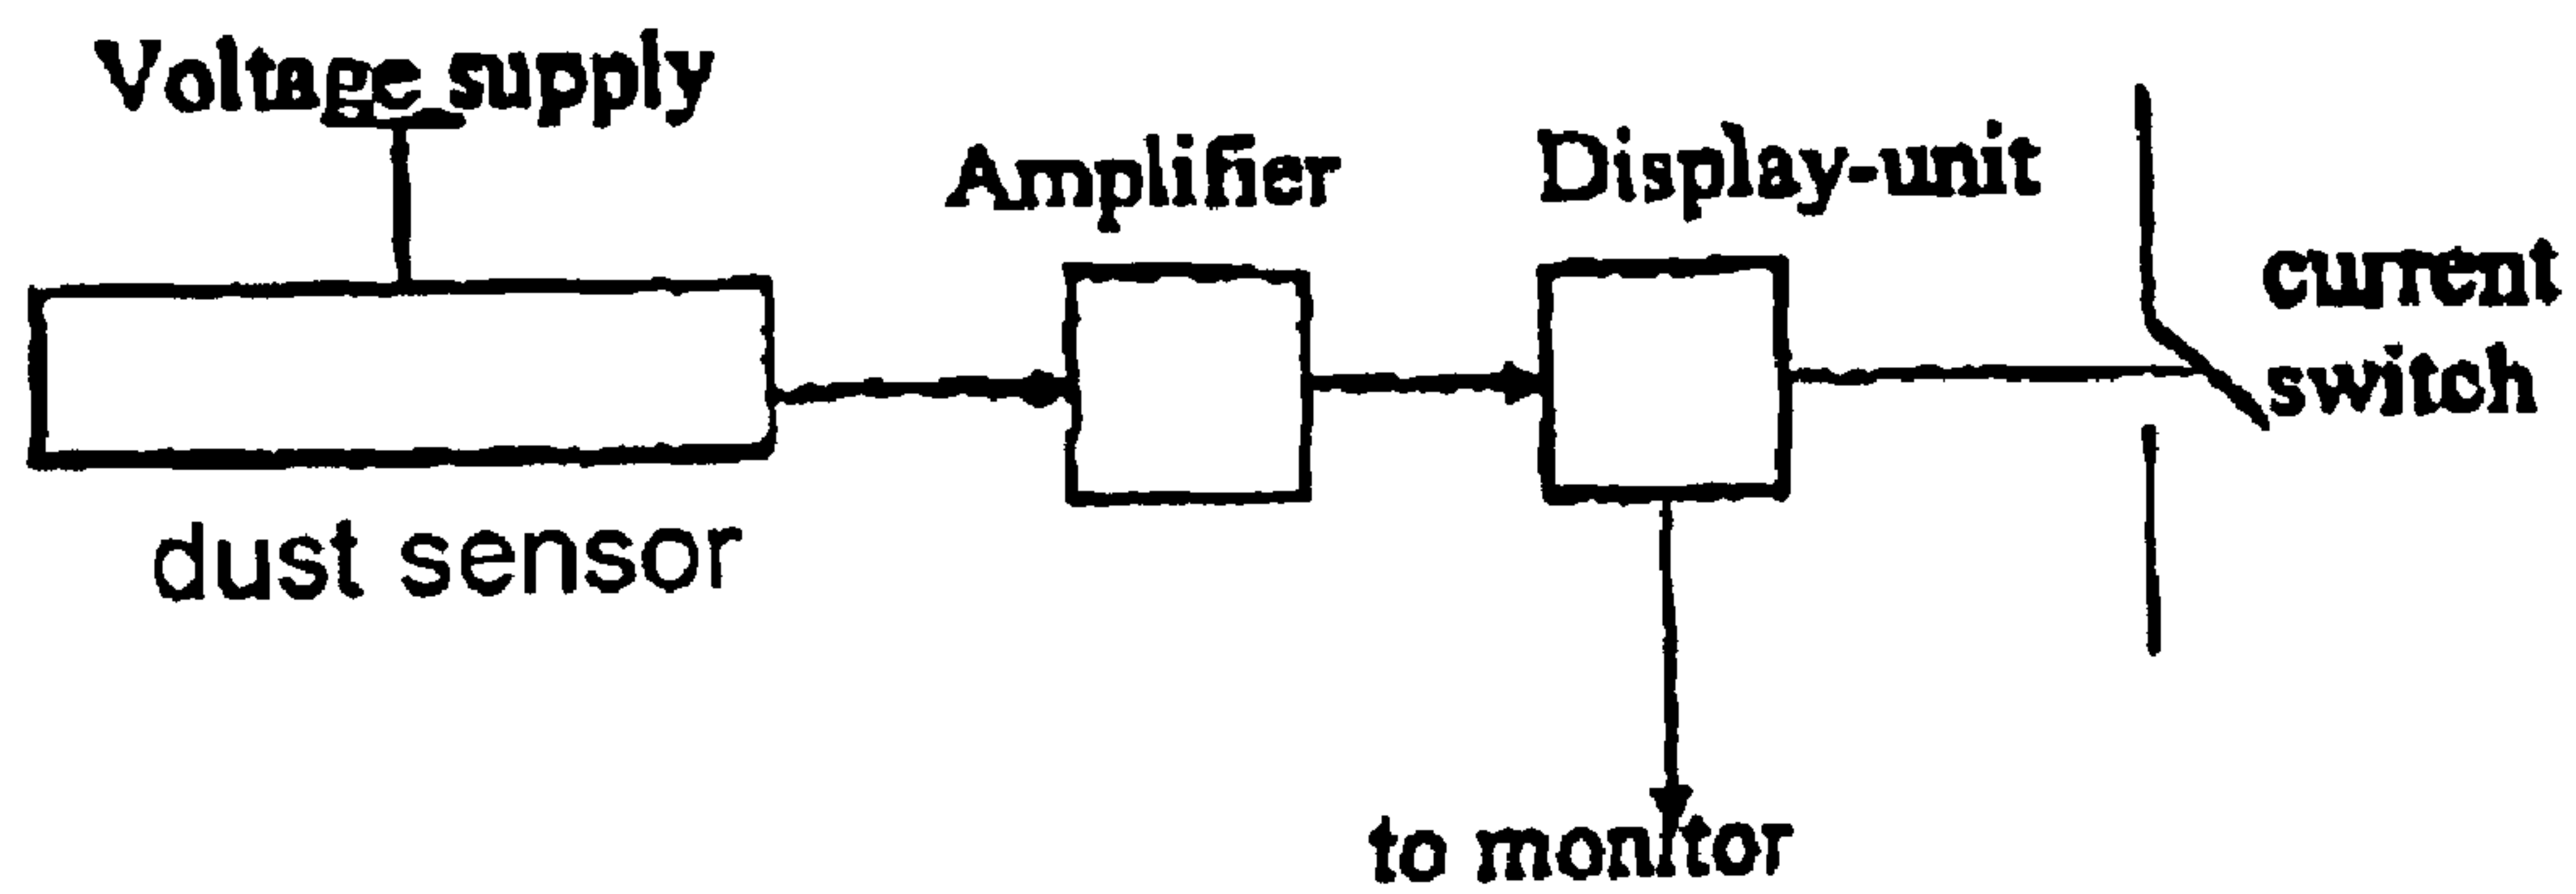 Voltage supply
Amplifier
Display-unit
current
switch
dust sensor
to monitor